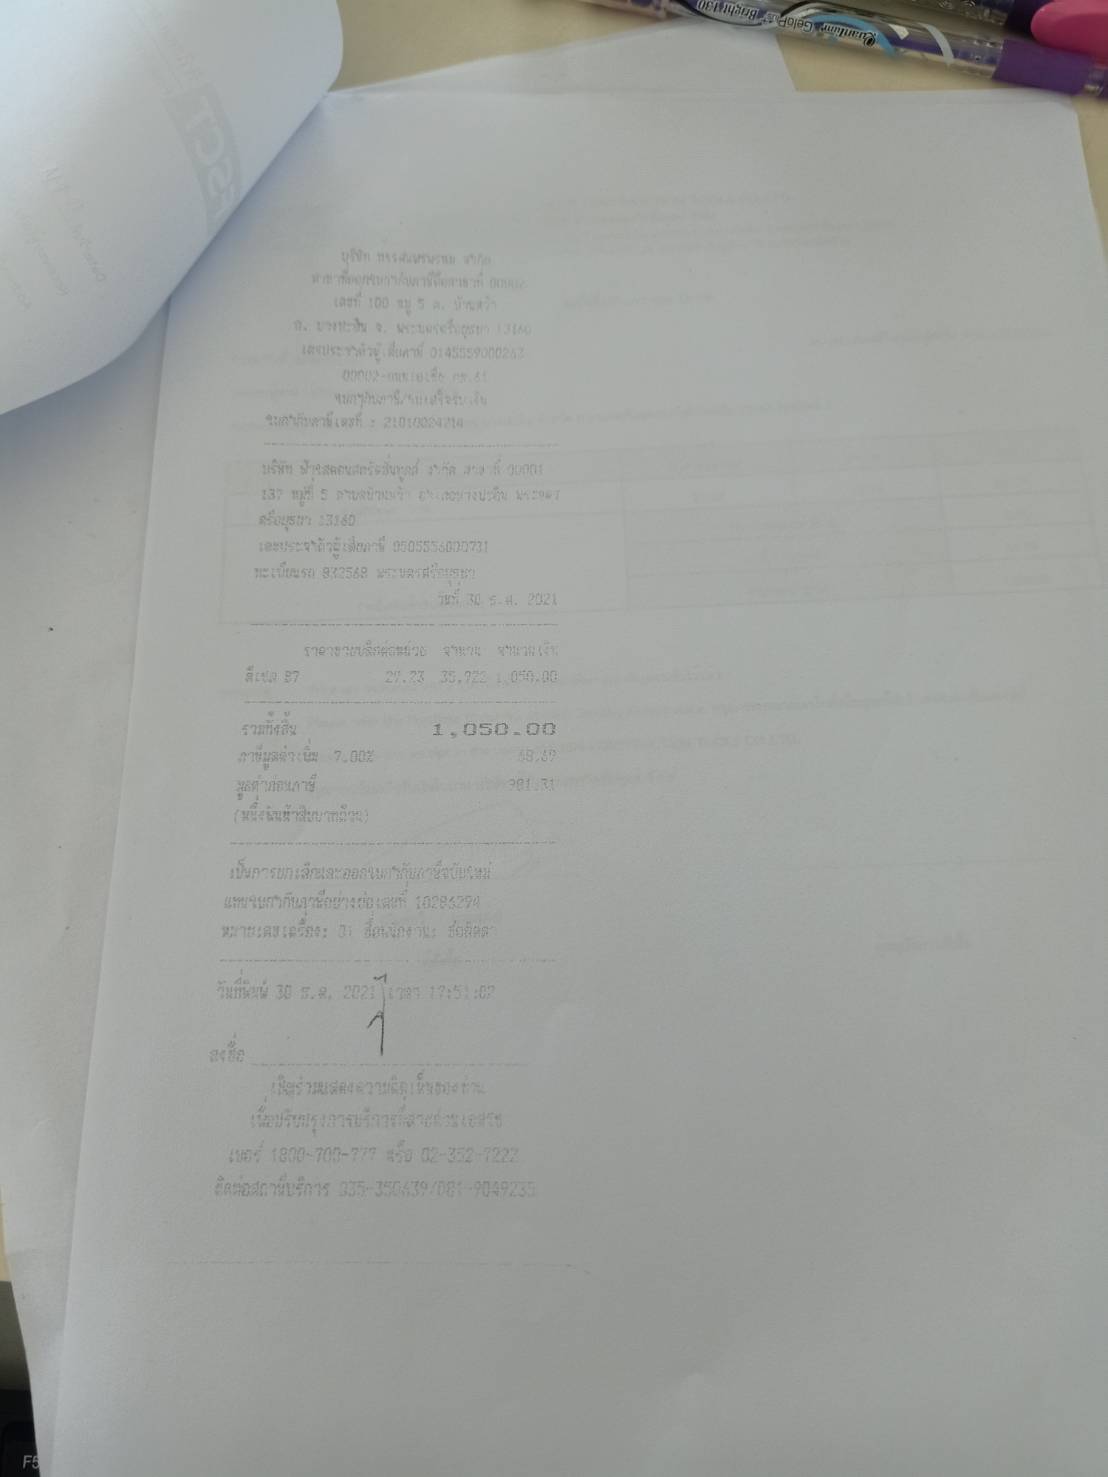 Quantum GeloPlus Bright 130
บริษัท จำกัด
สาขาที่ออกใบกำกับภาษีคือสาขาที่ 00002
เลขที่ 100 หมู่ 5 ต. บ้านหว้า
อ. บางปะอิน จ. พระนครศรีอยุธยา 13160
เลขประจำตัวผู้เสียภาษี 0145559000263
ใบกำกับภาษี/ใบเสร็จรับเงิน
ใบกำกับภาษีเลขที่ : 21010024214
----------------------------------------
บริษัท จำกัด สาขาที่ 00001
137 หมู่ที่ 5 ตำบลบ้านหว้า อำเภอบางปะอิน พระนคร
ศรีอยุธยา 13160
เลขประจำตัวผู้เสียภาษี 0505556000731
ทะเบียนรถ 832568 พระนครศรีอยุธยา
วันที่ 30 ธ.ค. 2021
----------------------------------------
ราคาขายปลีกต่อหน่วย จำนวน จำนวนเงิน
ดีเซล B7 29.23 35.922 1,050.00
----------------------------------------
รวมทั้งสิ้น 1,050.00
ภาษีมูลค่าเพิ่ม 7.00% 68.69
มูลค่าก่อนภาษี 981.31
(หนึ่งพันห้าสิบบาทถ้วน)
----------------------------------------
เป็นการยกเลิกและออกใบกำกับภาษีฉบับใหม่
แทนใบกำกับภาษีอย่างย่อเลขที่ 10286294
หมายเลขเครื่อง: 01 ชื่อพนักงาน:
----------------------------------------
วันที่พิมพ์ 30 ธ.ค. 2021 เวลา 17:51:02
ลงชื่อ
เชิญร่วมแสดงความคิดเห็นของท่าน
เพื่อปรับปรุงการบริการที่สายด่วนเอสโซ่
เบอร์ 1800-700-777 หรือ 02-352-7222
ติดต่อสถานีบริการ 035-350639/081-9049235